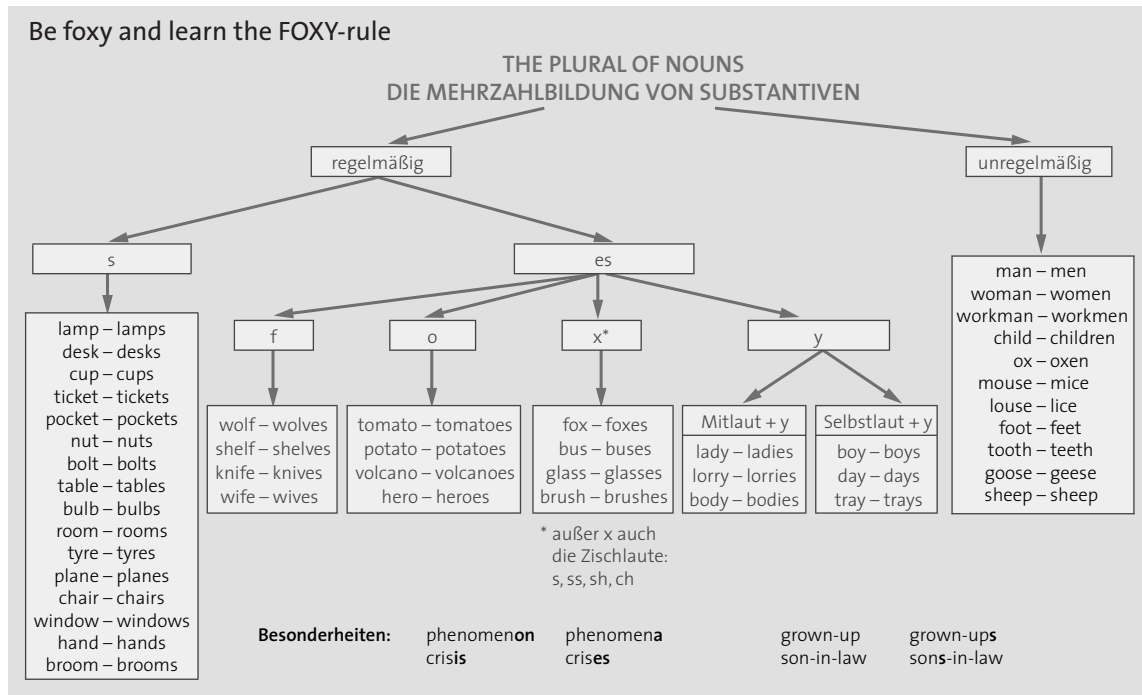 Be foxy and learn the FOXY-rule
THE PLURAL OF NOUNS
DIE MEHRZAHLBILDUNG VON SUBSTANTIVEN
regelmäßig
unregelmäßig
s
es
f
o
x*
y
lamp – lamps
desk – desks
cup – cups
ticket – tickets
pocket – pockets
nut – nuts
bolt – bolts
table – tables
bulb – bulbs
room – rooms
tyre – tyres
plane – planes
chair – chairs
window – windows
hand – hands
broom – brooms
wolf – wolves
shelf – shelves
knife – knives
wife – wives
tomato – tomatoes
potato – potatoes
volcano – volcanoes
hero – heroes
fox – foxes
bus – buses
glass – glasses
brush – brushes
* außer x auch
die Zischlaute:
s, ss, sh, ch
Mitlaut + y
lady – ladies
lorry – lorries
body – bodies
Selbstlaut + y
boy – boys
day – days
tray – trays
man – men
woman – women
workman – workmen
child – children
ox – oxen
mouse – mice
louse – lice
foot – feet
tooth – teeth
goose – geese
sheep – sheep
Besonderheiten: phenomenon phenomena grown-up grown-ups
crisis crises son-in-law sons-in-law